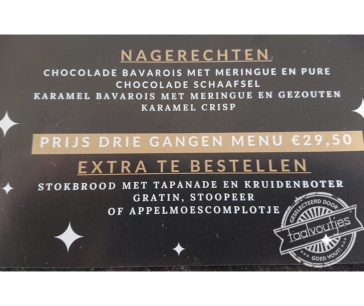 NAGERECHTEN
CHOCOLADE BAVAROIS MET MERINGUE EN PURE
CHOCOLADE SCHAAFSEL
KARAMEL BAVAROIS MET MERINGUE EN GEZOUTEN
KARAMEL CRISP
PRIJS DRIE GANGEN MENU €29,50
EXTRA TE BESTELLEN
STOKBROOD MET TAPANADE EN KRUIDENBOTER
GRATIN, STOOPEER
OF APPELMOESCOMPLOTJE
GESELECTEERD DOOR
taalvoutjes
GOED VOUT!